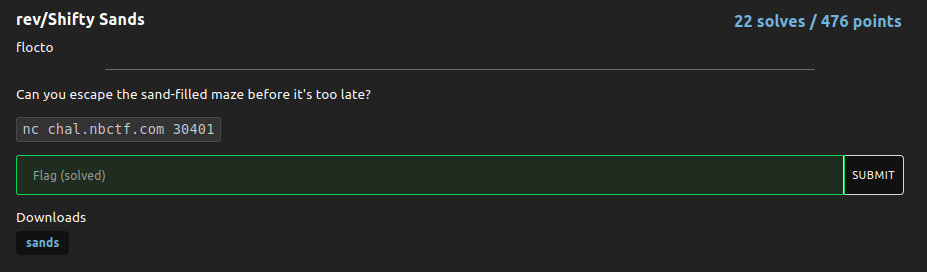 rev/Shifty Sands
22 solves / 476 points
flocto
Can you escape the sand-filled maze before it's too late?
nc chal.nbctf.com 30401
Flag (solved)
SUBMIT
Downloads
sands